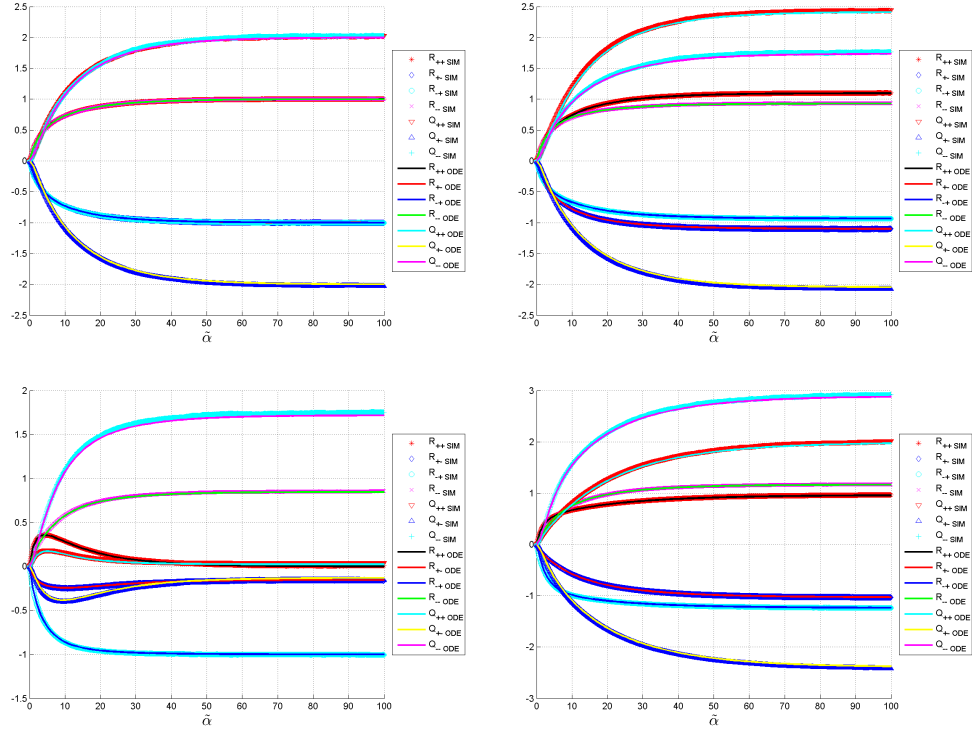 2.5
2
1.5
1
0.5
0
-0.5
-1
-1.5
-2
-2.5
0 10 20 30 40 50 60 70 80 90 100
α̃
R++ SIM
R+- SIM
R-+ SIM
R-- SIM
Q++ SIM
Q+- SIM
Q-- SIM
R++ ODE
R+- ODE
R-+ ODE
R-- ODE
Q++ ODE
Q+- ODE
Q-- ODE
2.5
2
1.5
1
0.5
0
-0.5
-1
-1.5
-2
-2.5
0 10 20 30 40 50 60 70 80 90 100
α̃
R++ SIM
R+- SIM
R-+ SIM
R-- SIM
Q++ SIM
Q+- SIM
Q-- SIM
R++ ODE
R+- ODE
R-+ ODE
R-- ODE
Q++ ODE
Q+- ODE
Q-- ODE
2
1.5
1
0.5
0
-0.5
-1
-1.5
0 10 20 30 40 50 60 70 80 90 100
α̃
R++ SIM
R+- SIM
R-+ SIM
R-- SIM
Q++ SIM
Q+- SIM
Q-- SIM
R++ ODE
R+- ODE
R-+ ODE
R-- ODE
Q++ ODE
Q+- ODE
Q-- ODE
3
2
1
0
-1
-2
-3
0 10 20 30 40 50 60 70 80 90 100
α̃
R++ SIM
R+- SIM
R-+ SIM
R-- SIM
Q++ SIM
Q+- SIM
Q-- SIM
R++ ODE
R+- ODE
R-+ ODE
R-- ODE
Q++ ODE
Q+- ODE
Q-- ODE